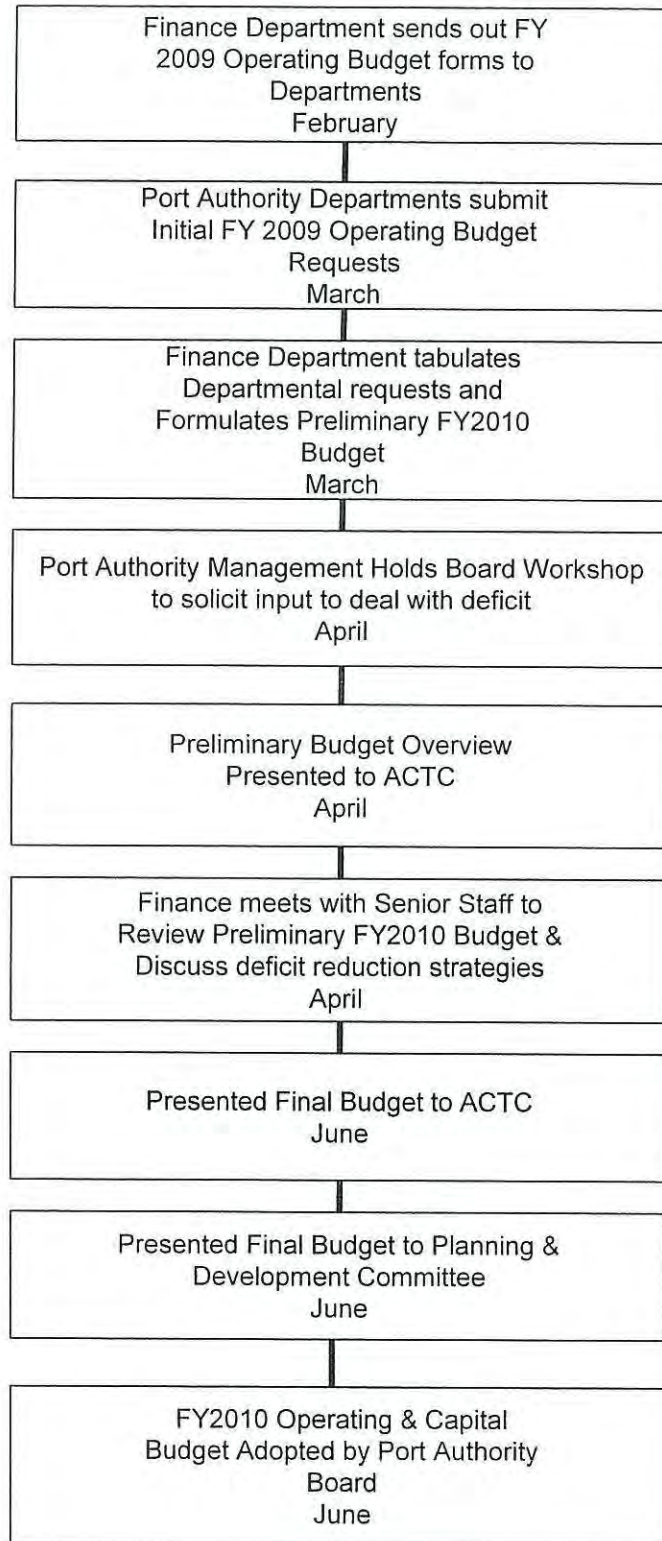 Finance Department sends out FY
2009 Operating Budget forms to
Departments
February
Port Authority Departments submit
Initial FY 2009 Operating Budget
Requests
March
Finance Department tabulates
Departmental requests and
Formulates Preliminary FY2010
Budget
March
Port Authority Management Holds Board Workshop
to solicit input to deal with deficit
April
Preliminary Budget Overview
Presented to ACTC
April
Finance meets with Senior Staff to
Review Preliminary FY2010 Budget &
Discuss deficit reduction strategies
April
Presented Final Budget to ACTC
June
Presented Final Budget to Planning &
Development Committee
June
FY2010 Operating & Capital
Budget Adopted by Port Authority
Board
June